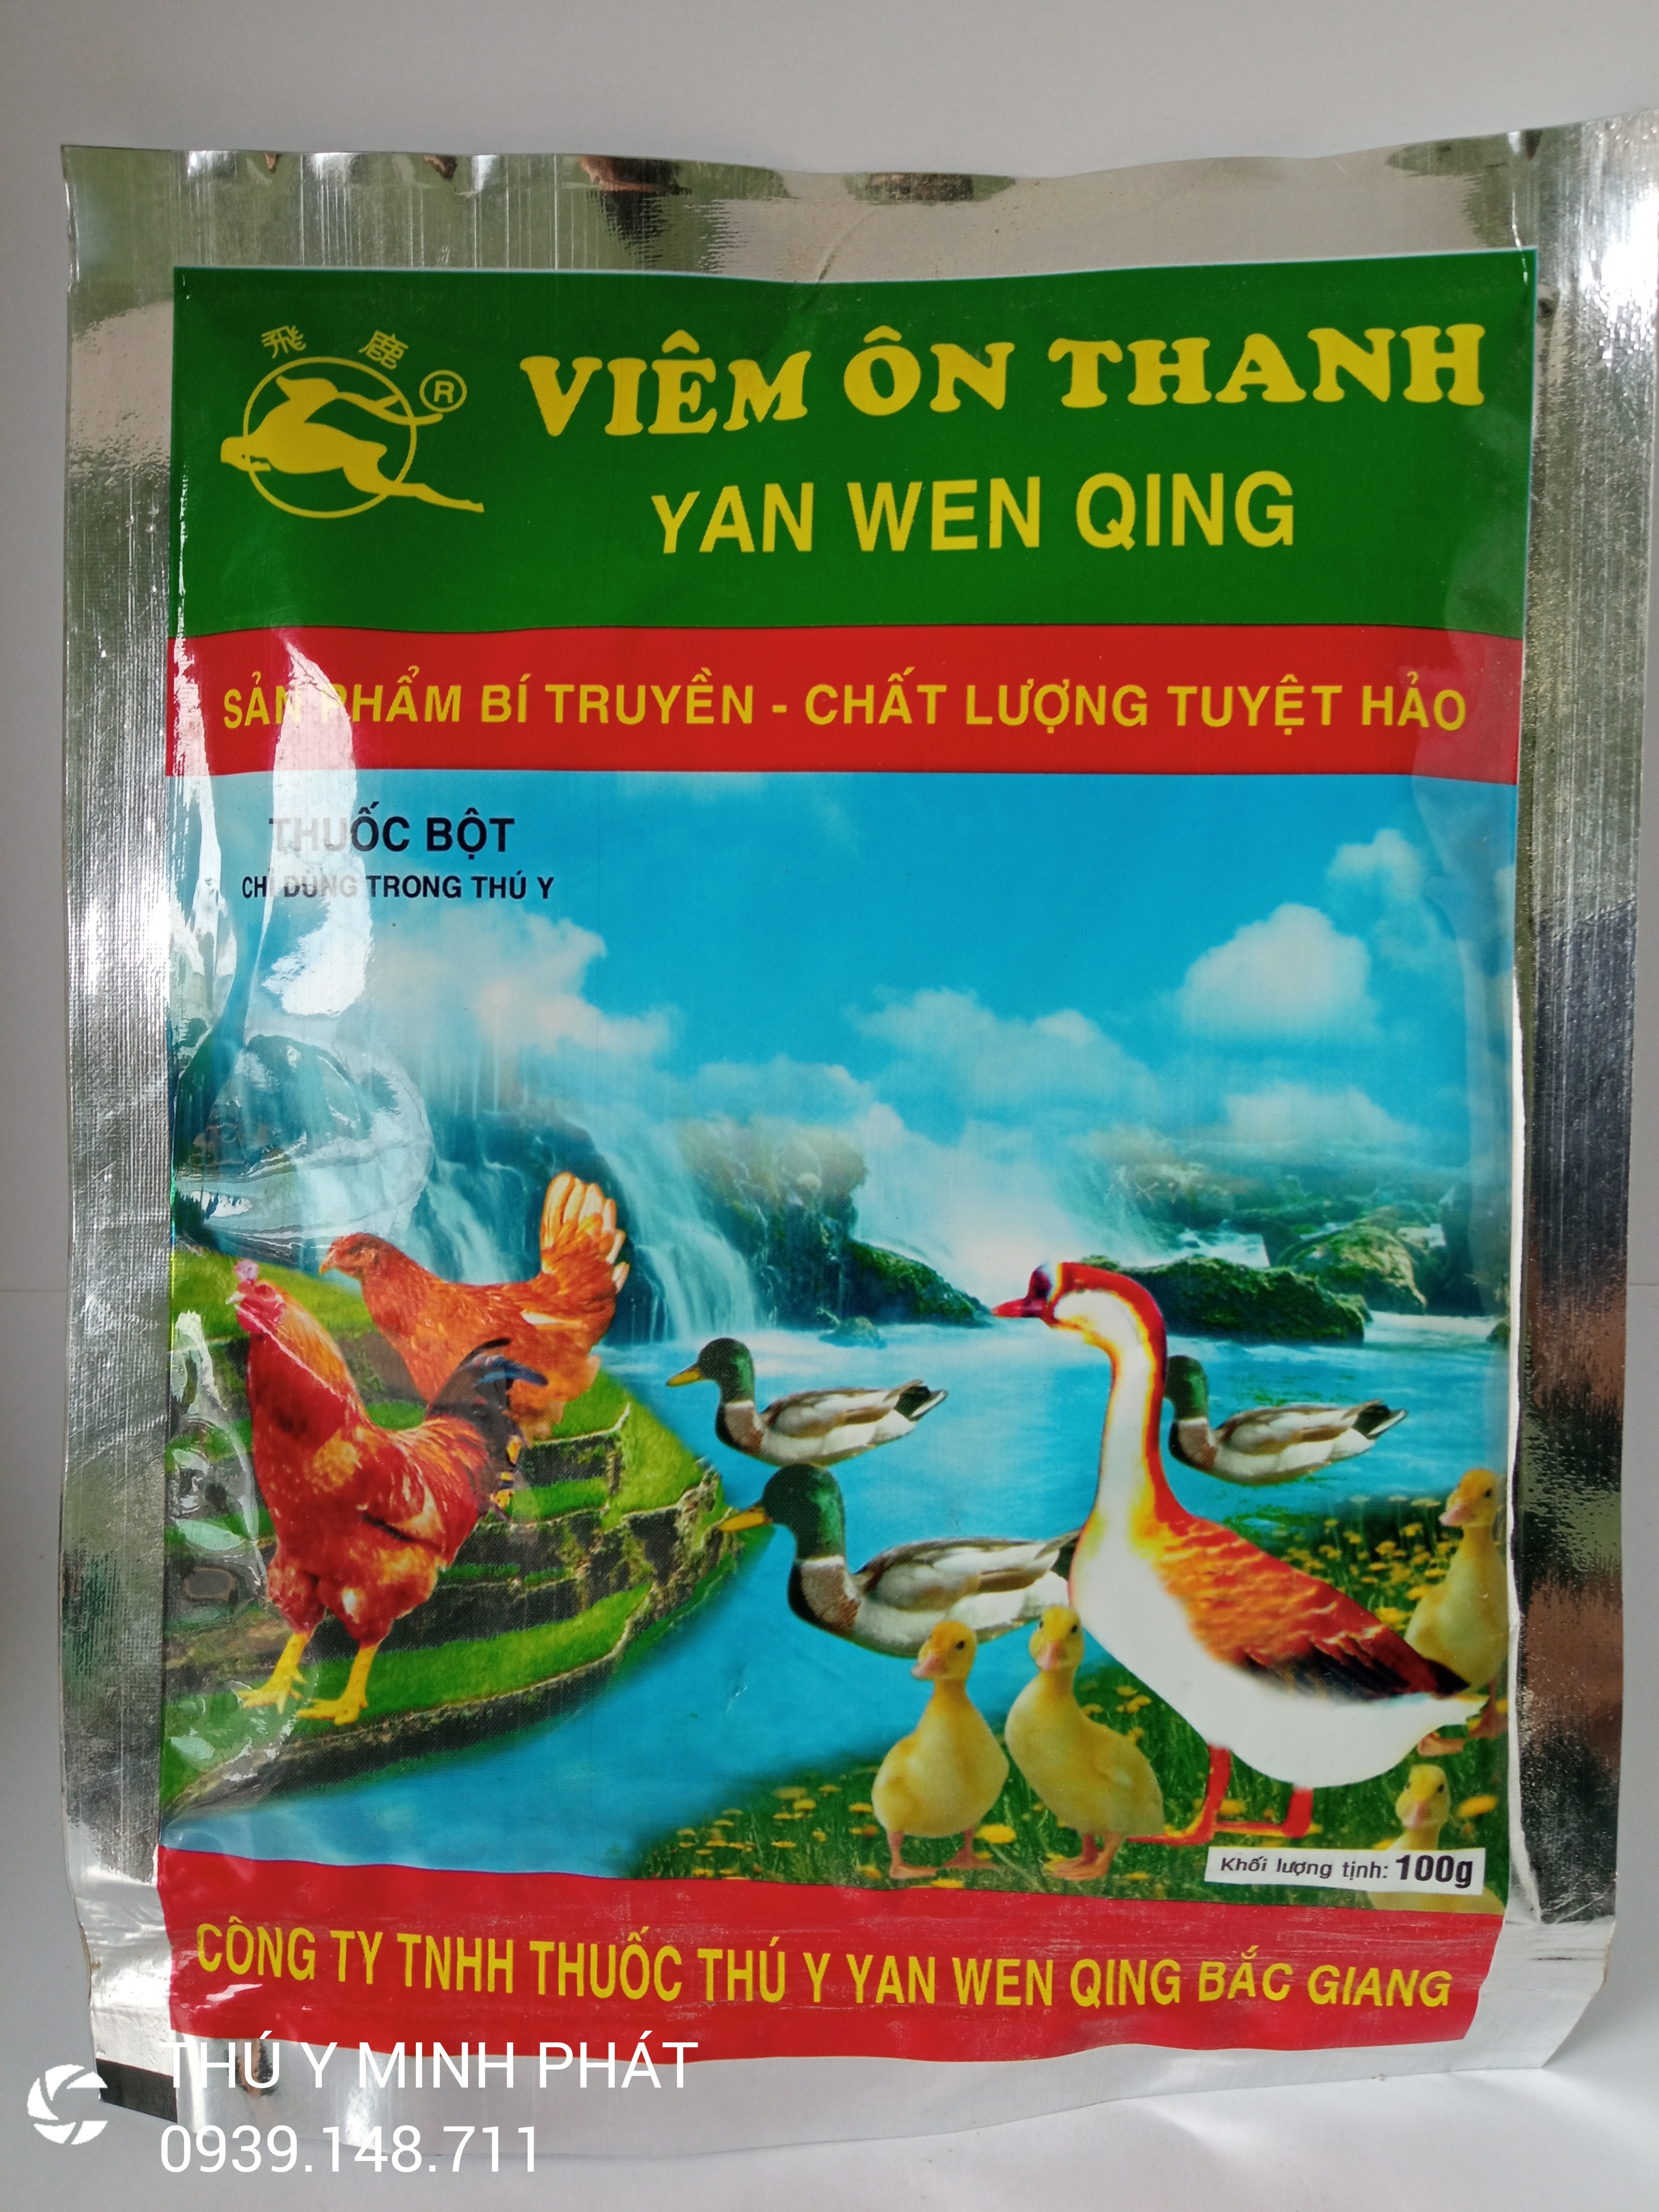 飛 鹿
®
VIÊM ÔN THANH
YAN WEN QING
SẢN PHẨM BÍ TRUYỀN - CHẤT LƯỢNG TUYỆT HẢO
THUỐC BỘT
CHỈ DÙNG TRONG THÚ Y
Khối lượng tịnh: 100g
CÔNG TY TNHH THUỐC THÚ Y YAN WEN QING BẮC GIANG
THÚ Y MINH PHÁT
0939.148.711